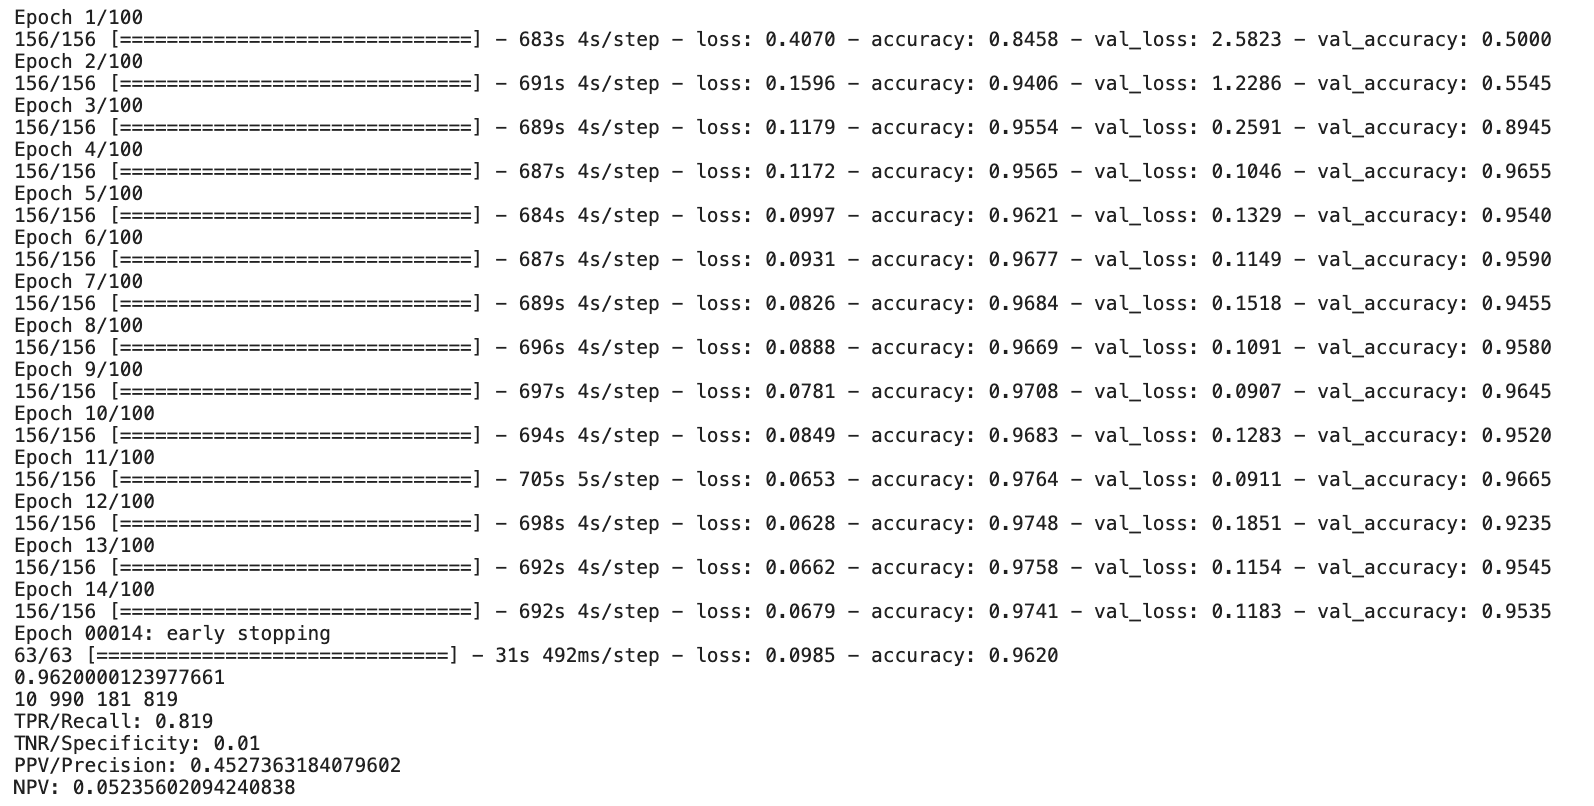 Epoch 1/100
156/156 [==============================] - 683s 4s/step - loss: 0.4070 - accuracy: 0.8458 - val_loss: 2.5823 - val_accuracy: 0.5000
Epoch 2/100
156/156 [==============================] - 691s 4s/step - loss: 0.1596 - accuracy: 0.9406 - val_loss: 1.2286 - val_accuracy: 0.5545
Epoch 3/100
156/156 [==============================] - 689s 4s/step - loss: 0.1179 - accuracy: 0.9554 - val_loss: 0.2591 - val_accuracy: 0.8945
Epoch 4/100
156/156 [==============================] - 687s 4s/step - loss: 0.1172 - accuracy: 0.9565 - val_loss: 0.1046 - val_accuracy: 0.9655
Epoch 5/100
156/156 [==============================] - 684s 4s/step - loss: 0.0997 - accuracy: 0.9621 - val_loss: 0.1329 - val_accuracy: 0.9540
Epoch 6/100
156/156 [==============================] - 687s 4s/step - loss: 0.0931 - accuracy: 0.9677 - val_loss: 0.1149 - val_accuracy: 0.9590
Epoch 7/100
156/156 [==============================] - 689s 4s/step - loss: 0.0826 - accuracy: 0.9684 - val_loss: 0.1518 - val_accuracy: 0.9455
Epoch 8/100
156/156 [==============================] - 696s 4s/step - loss: 0.0888 - accuracy: 0.9669 - val_loss: 0.1091 - val_accuracy: 0.9580
Epoch 9/100
156/156 [==============================] - 697s 4s/step - loss: 0.0781 - accuracy: 0.9708 - val_loss: 0.0907 - val_accuracy: 0.9645
Epoch 10/100
156/156 [==============================] - 694s 4s/step - loss: 0.0849 - accuracy: 0.9683 - val_loss: 0.1283 - val_accuracy: 0.9520
Epoch 11/100
156/156 [==============================] - 705s 5s/step - loss: 0.0653 - accuracy: 0.9764 - val_loss: 0.0911 - val_accuracy: 0.9665
Epoch 12/100
156/156 [==============================] - 698s 4s/step - loss: 0.0628 - accuracy: 0.9748 - val_loss: 0.1851 - val_accuracy: 0.9235
Epoch 13/100
156/156 [==============================] - 692s 4s/step - loss: 0.0662 - accuracy: 0.9758 - val_loss: 0.1154 - val_accuracy: 0.9545
Epoch 14/100
156/156 [==============================] - 692s 4s/step - loss: 0.0679 - accuracy: 0.9741 - val_loss: 0.1183 - val_accuracy: 0.9535
Epoch 00014: early stopping
63/63 [==============================] - 31s 492ms/step - loss: 0.0985 - accuracy: 0.9620
0.9620000123977661
10 990 181 819
TPR/Recall: 0.819
TNR/Specificity: 0.01
PPV/Precision: 0.4527363184079602
NPV: 0.05235602094240838